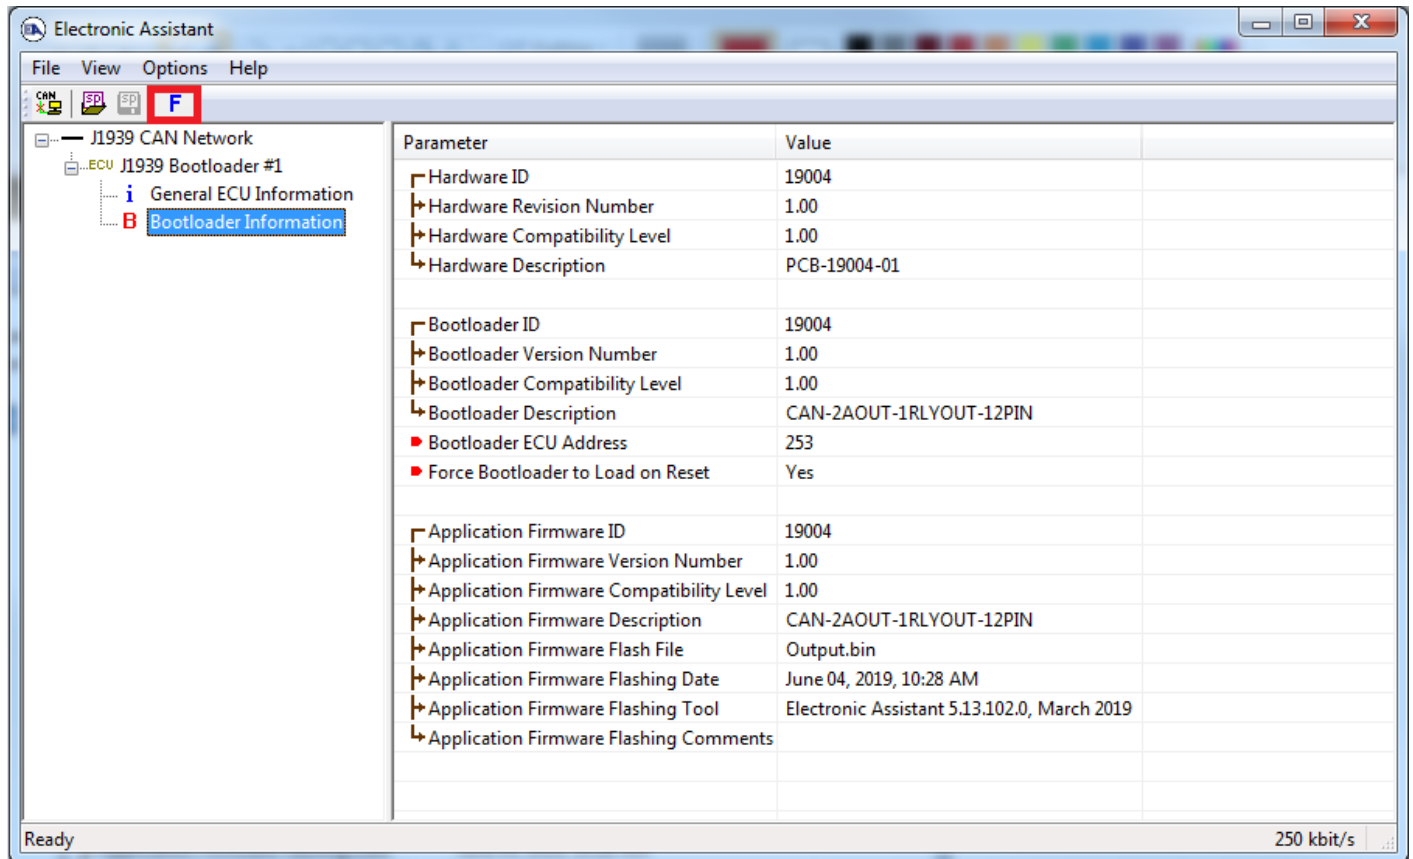 Electronic Assistant
File View Options Help
CAN SP SP F
J1939 CAN Network
ECU J1939 Bootloader #1
i General ECU Information
B Bootloader Information
Parameter Value
Hardware ID 19004
Hardware Revision Number 1.00
Hardware Compatibility Level 1.00
Hardware Description PCB-19004-01
Bootloader ID 19004
Bootloader Version Number 1.00
Bootloader Compatibility Level 1.00
Bootloader Description CAN-2AOUT-1RLYOUT-12PIN
Bootloader ECU Address 253
Force Bootloader to Load on Reset Yes
Application Firmware ID 19004
Application Firmware Version Number 1.00
Application Firmware Compatibility Level 1.00
Application Firmware Description CAN-2AOUT-1RLYOUT-12PIN
Application Firmware Flash File Output.bin
Application Firmware Flashing Date June 04, 2019, 10:28 AM
Application Firmware Flashing Tool Electronic Assistant 5.13.102.0, March 2019
Application Firmware Flashing Comments
Ready 250 kbit/s